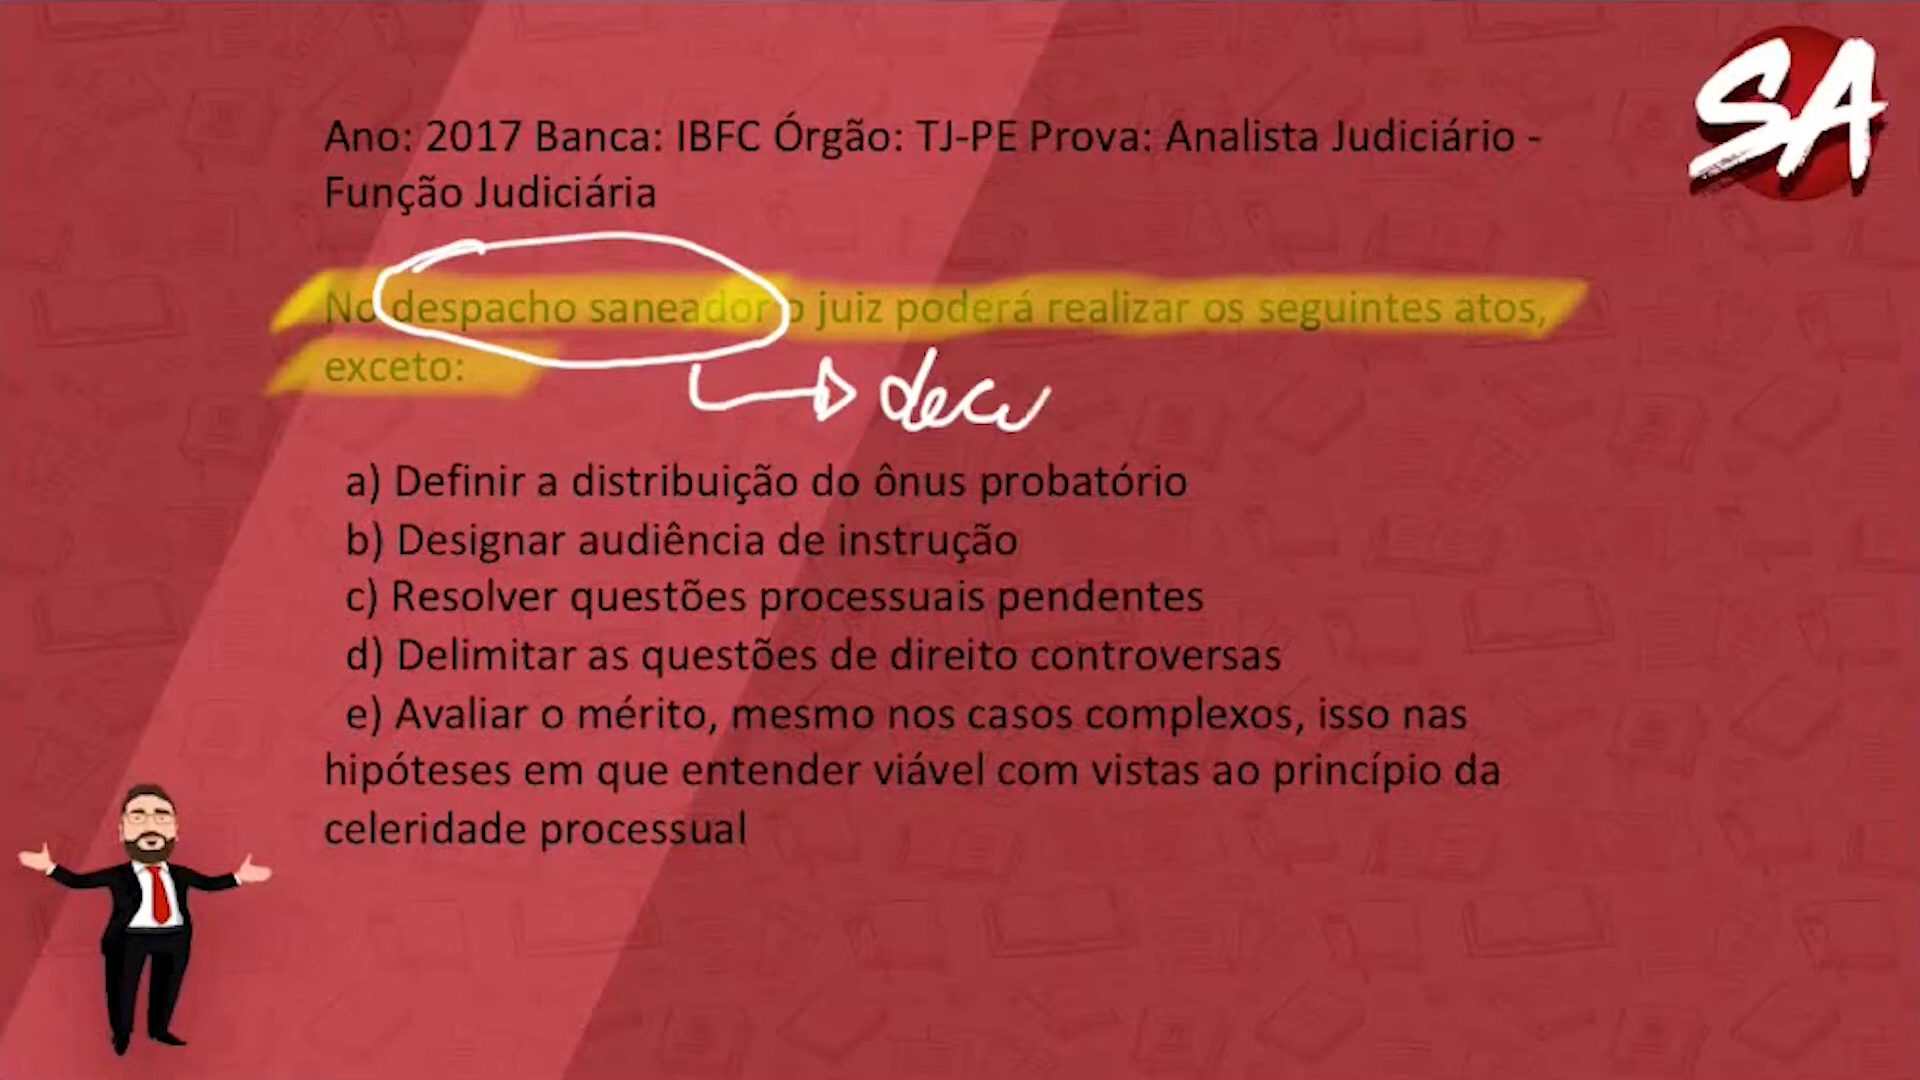 SA
Ano: 2017 Banca: IBFC Órgão: TJ-PE Prova: Analista Judiciário -
Função Judiciária
No despacho saneador o juiz poderá realizar os seguintes atos,
exceto:
a) Definir a distribuição do ônus probatório
b) Designar audiência de instrução
c) Resolver questões processuais pendentes
d) Delimitar as questões de direito controversas
e) Avaliar o mérito, mesmo nos casos complexos, isso nas
hipóteses em que entender viável com vistas ao princípio da
celeridade processual